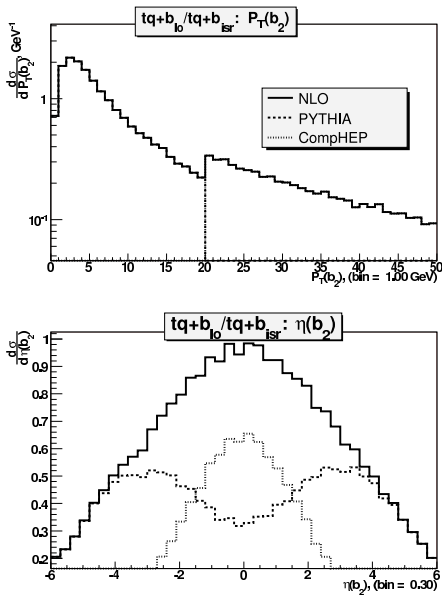 tq+b_lo/tq+b_isr: P_T(b_2)
dσ/dP_T(b_2), GeV^-1
1
10^-1
NLO
PYTHIA
CompHEP
0 5 10 15 20 25 30 35 40 45 50
P_T(b_2), (bin = 1.00 GeV)
tq+b_lo/tq+b_isr: η(b_2)
dσ/dη(b_2)
1
0.9
0.8
0.7
0.6
0.5
0.4
0.3
0.2
-6 -4 -2 0 2 4 6
η(b_2), (bin = 0.30)